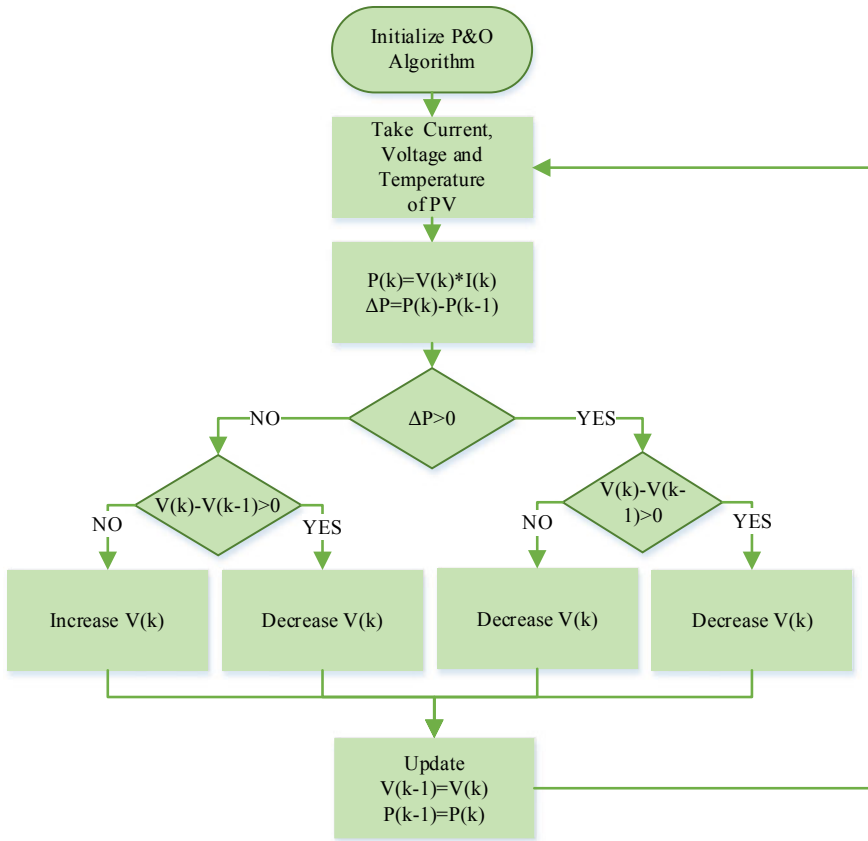 Initialize P&O
Algorithm
Take Current,
Voltage and
Temperature
of PV
P(k)=V(k)*I(k)
ΔP=P(k)-P(k-1)
ΔP>0
NO
YES
V(k)-V(k-1)>0
NO
YES
V(k)-V(k-
1)>0
NO
YES
Increase V(k)
Decrease V(k)
Decrease V(k)
Decrease V(k)
Update
V(k-1)=V(k)
P(k-1)=P(k)